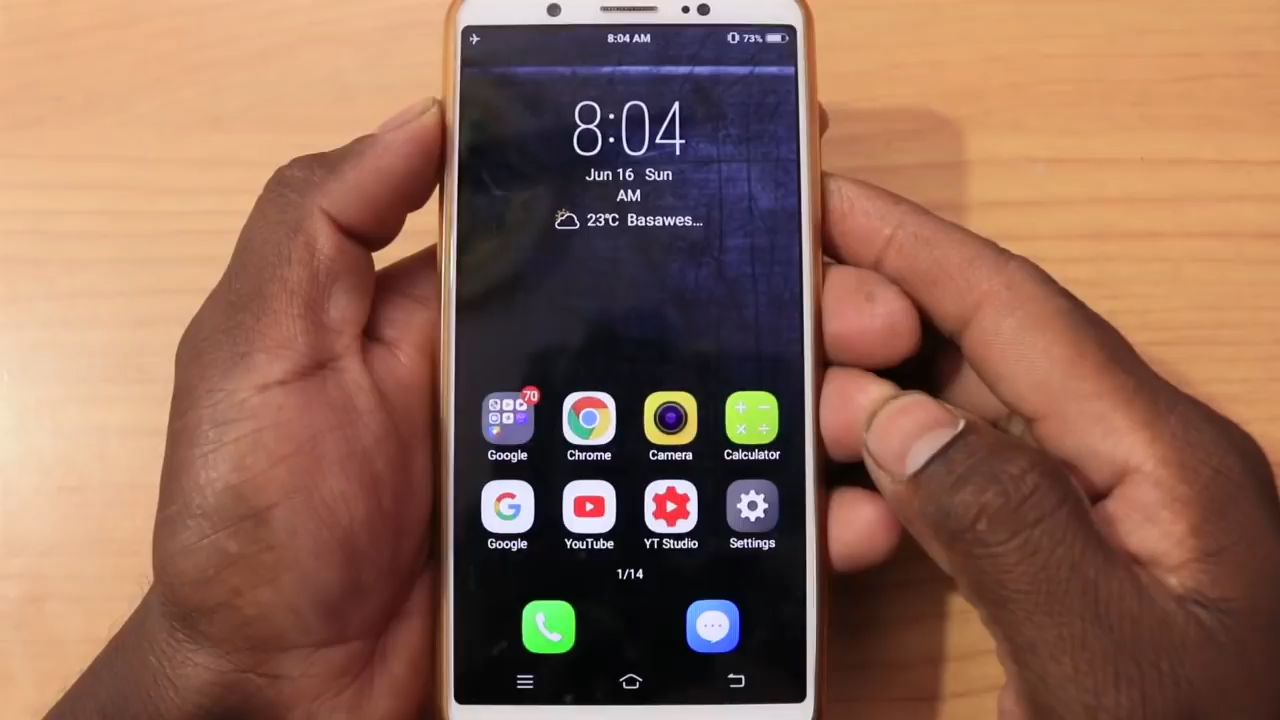 8:04 AM 73%
8:04
Jun 16 Sun
AM
23℃ Basawes...
70
Google Chrome Camera Calculator
Google YouTube YT Studio Settings
1/14